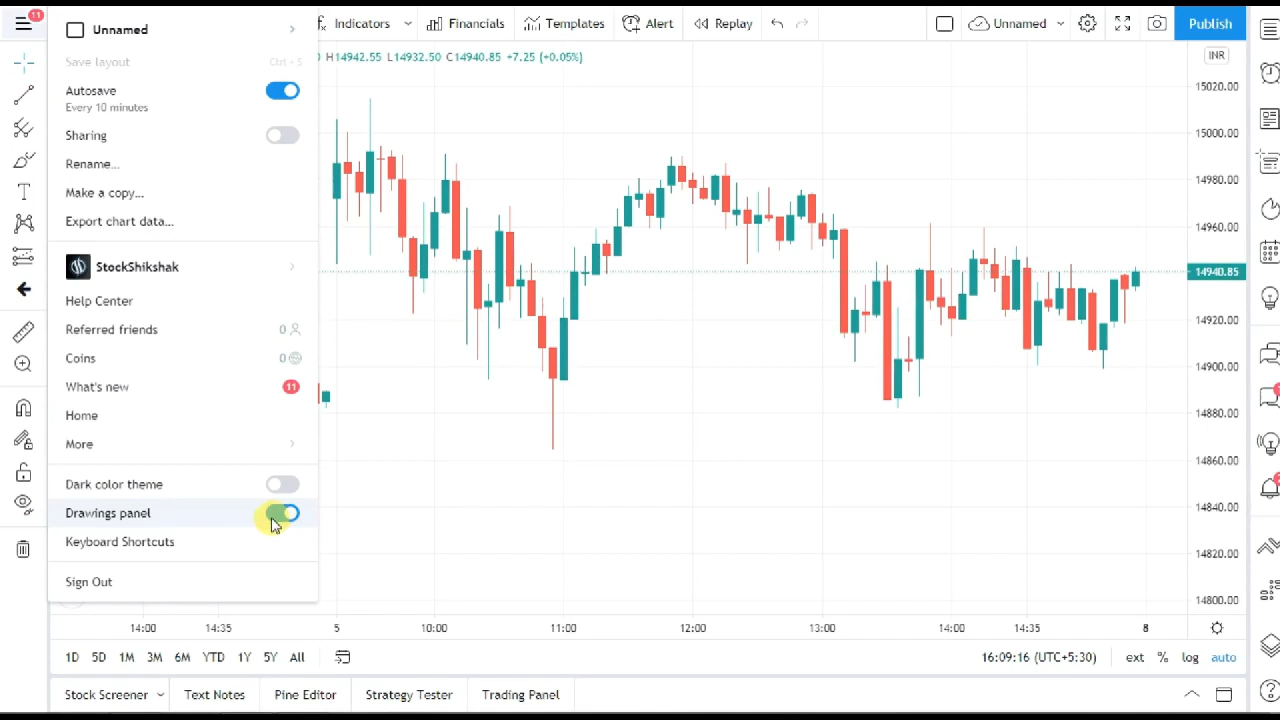 11
Unnamed
Indicators
Financials
Templates
Alert
Replay
Unnamed
Publish
H14942.55 L14932.50 C14940.85 +7.25 (+0.05%)
INR
Save layout Ctrl + S
Autosave
Every 10 minutes
Sharing
Rename...
Make a copy...
Export chart data...
StockShikshak
Help Center
Referred friends 0
Coins 0
What's new 11
Home
More
Dark color theme
Drawings panel
Keyboard Shortcuts
Sign Out
15020.00
15000.00
14980.00
14960.00
14940.85
14920.00
14900.00
14880.00
14860.00
14840.00
14820.00
14800.00
14:00 14:35 5 10:00 11:00 12:00 13:00 14:00 14:35 8
1D 5D 1M 3M 6M YTD 1Y 5Y All
16:09:16 (UTC+5:30) ext % log auto
Stock Screener Text Notes Pine Editor Strategy Tester Trading Panel